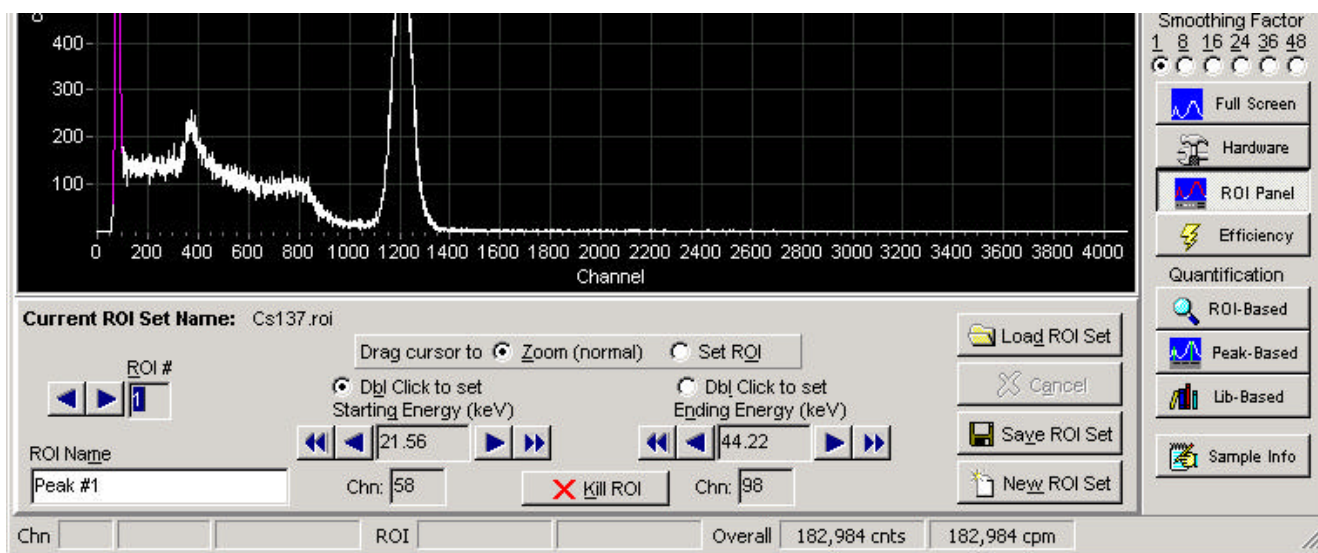 Smoothing Factor
1 8 16 24 36 48
400
300
200
100
0 200 400 600 800 1000 1200 1400 1600 1800 2000 2200 2400 2600 2800 3000 3200 3400 3600 3800 4000
Channel
Full Screen
Hardware
ROI Panel
Efficiency
Quantification
ROI-Based
Peak-Based
Lib-Based
Sample Info
Current ROI Set Name: Cs137.roi
Drag cursor to Zoom (normal) Set ROI
ROI #
1
Dbl Click to set
Starting Energy (keV)
21.56
Chn: 58
Dbl Click to set
Ending Energy (keV)
44.22
Chn: 98
ROI Name
Peak #1
Kill ROI
Load ROI Set
Cancel
Save ROI Set
New ROI Set
Chn ROI Overall 182,984 cnts 182,984 cpm